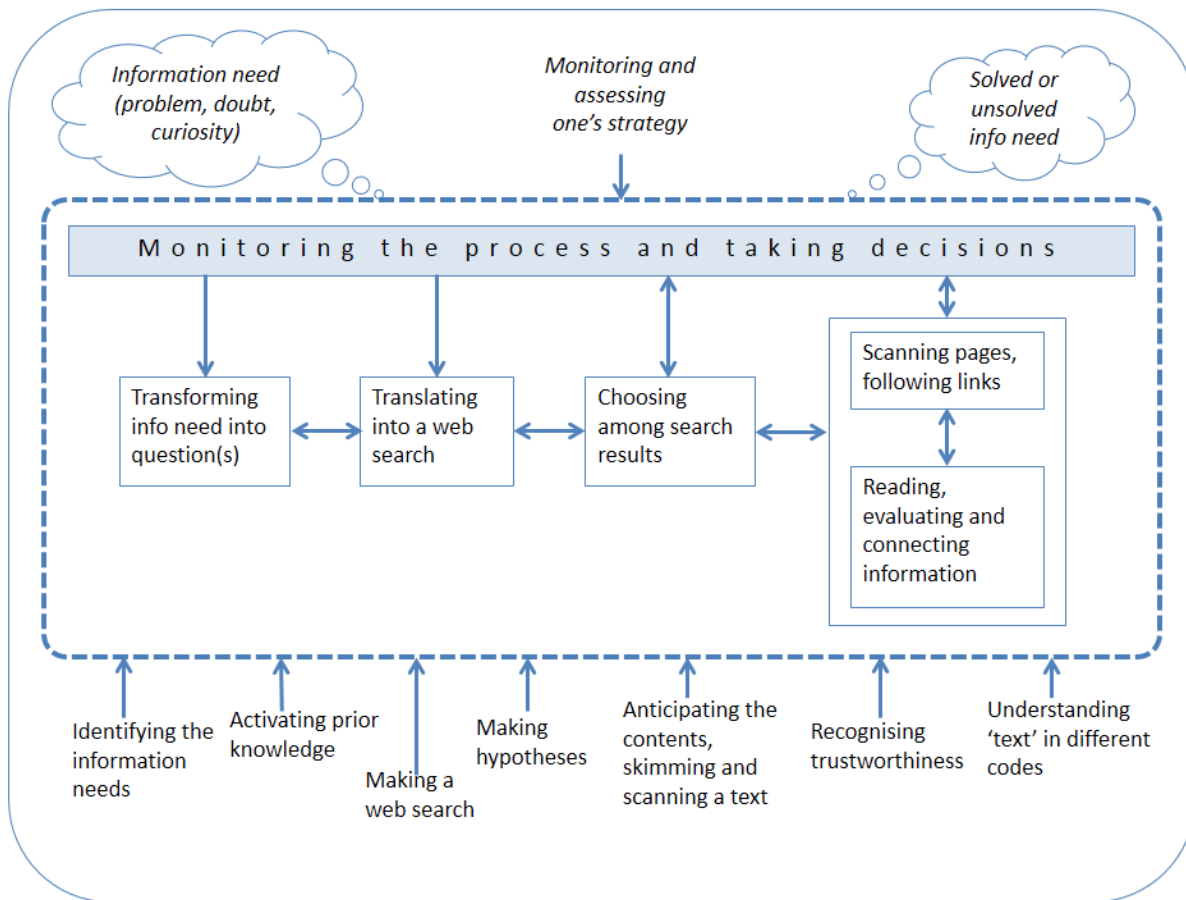 Information need
(problem, doubt,
curiosity)
Monitoring and
assessing
one’s strategy
Solved or
unsolved
info need
Monitoring the process and taking decisions
Transforming
info need into
question(s)
Translating
into a web
search
Choosing
among search
results
Scanning pages,
following links
Reading,
evaluating and
connecting
information
Identifying the
information
needs
Activating prior
knowledge
Making a
web search
Making
hypotheses
Anticipating the
contents,
skimming and
scanning a text
Recognising
trustworthiness
Understanding
‘text’ in different
codes